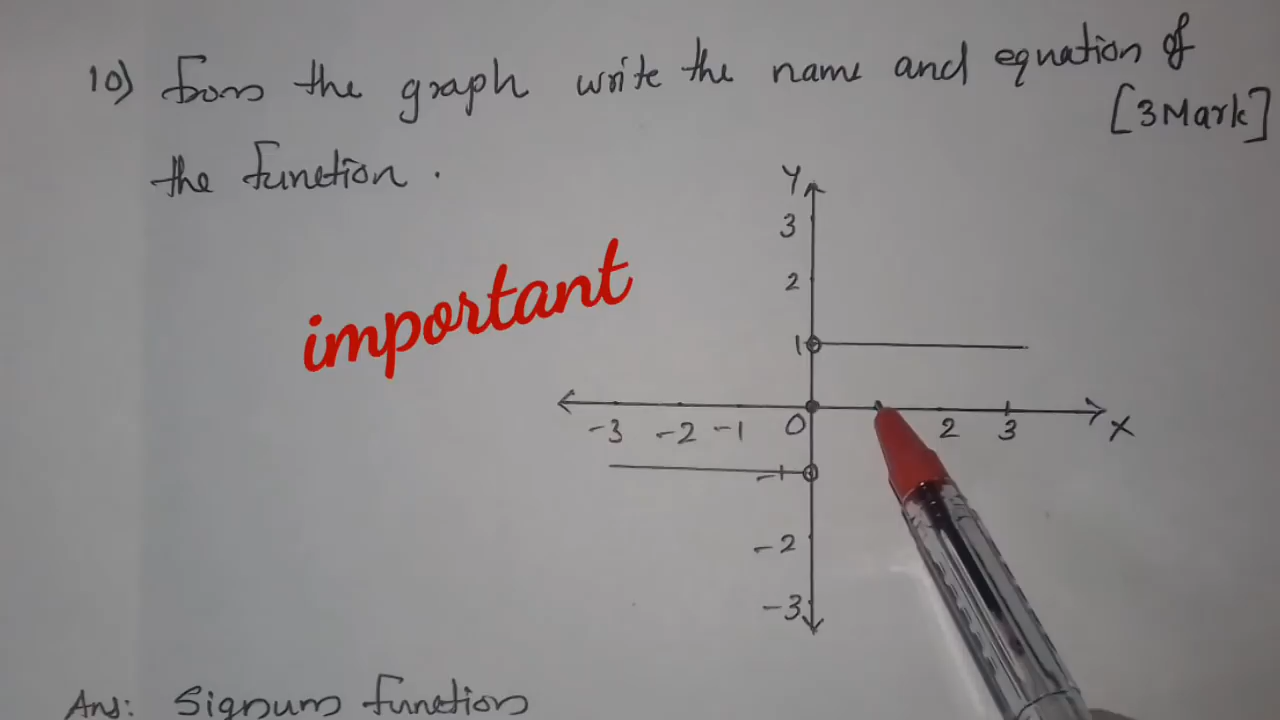 10) From the graph write the name and equation of
the function.
[3 Mark]
important
Y
3
2
1
-3 -2 -1 0 2 3 X
-1
-2
-3
Ans: Signum function